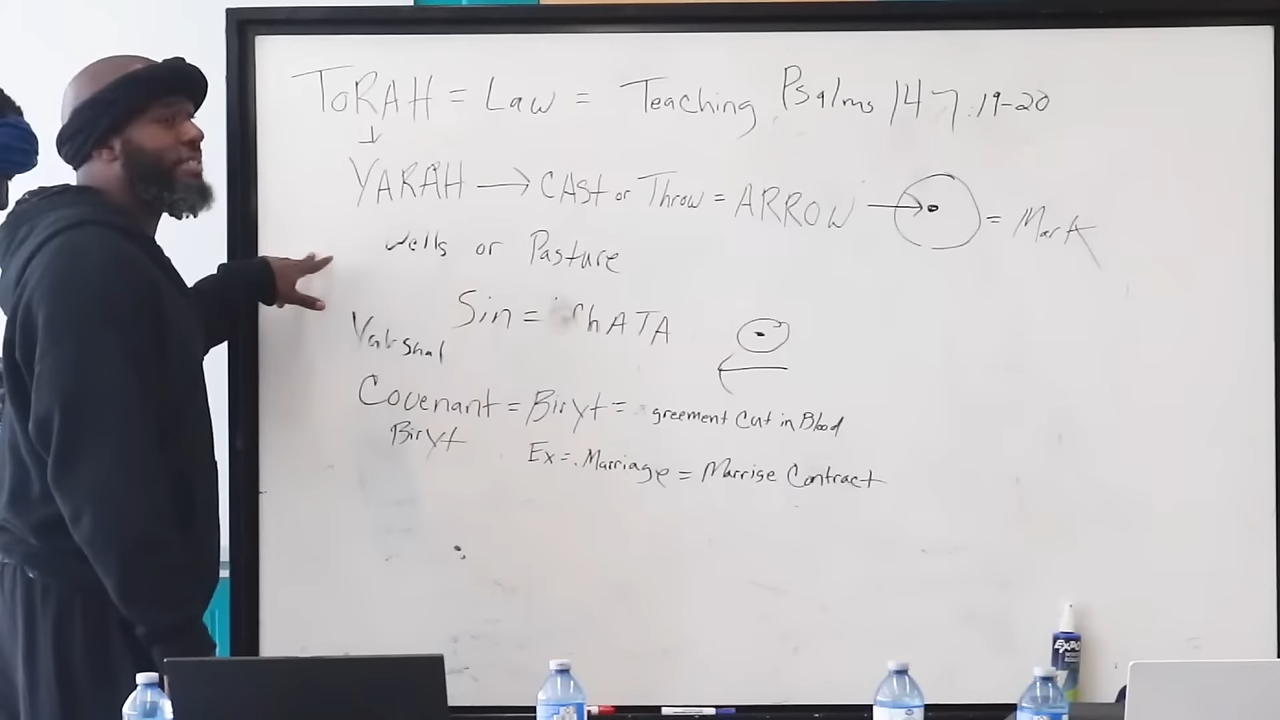 TORAH = Law = Teaching Psalms 147:19-20
↓
YARAH → CAST or Throw = ARROW → = Mark
Wells or Pasture
Sin = ChATA
Covenant = Biryt = greement Cut in Blood
Biryt
Ex = Marriage = Marrise Contract
EXPO